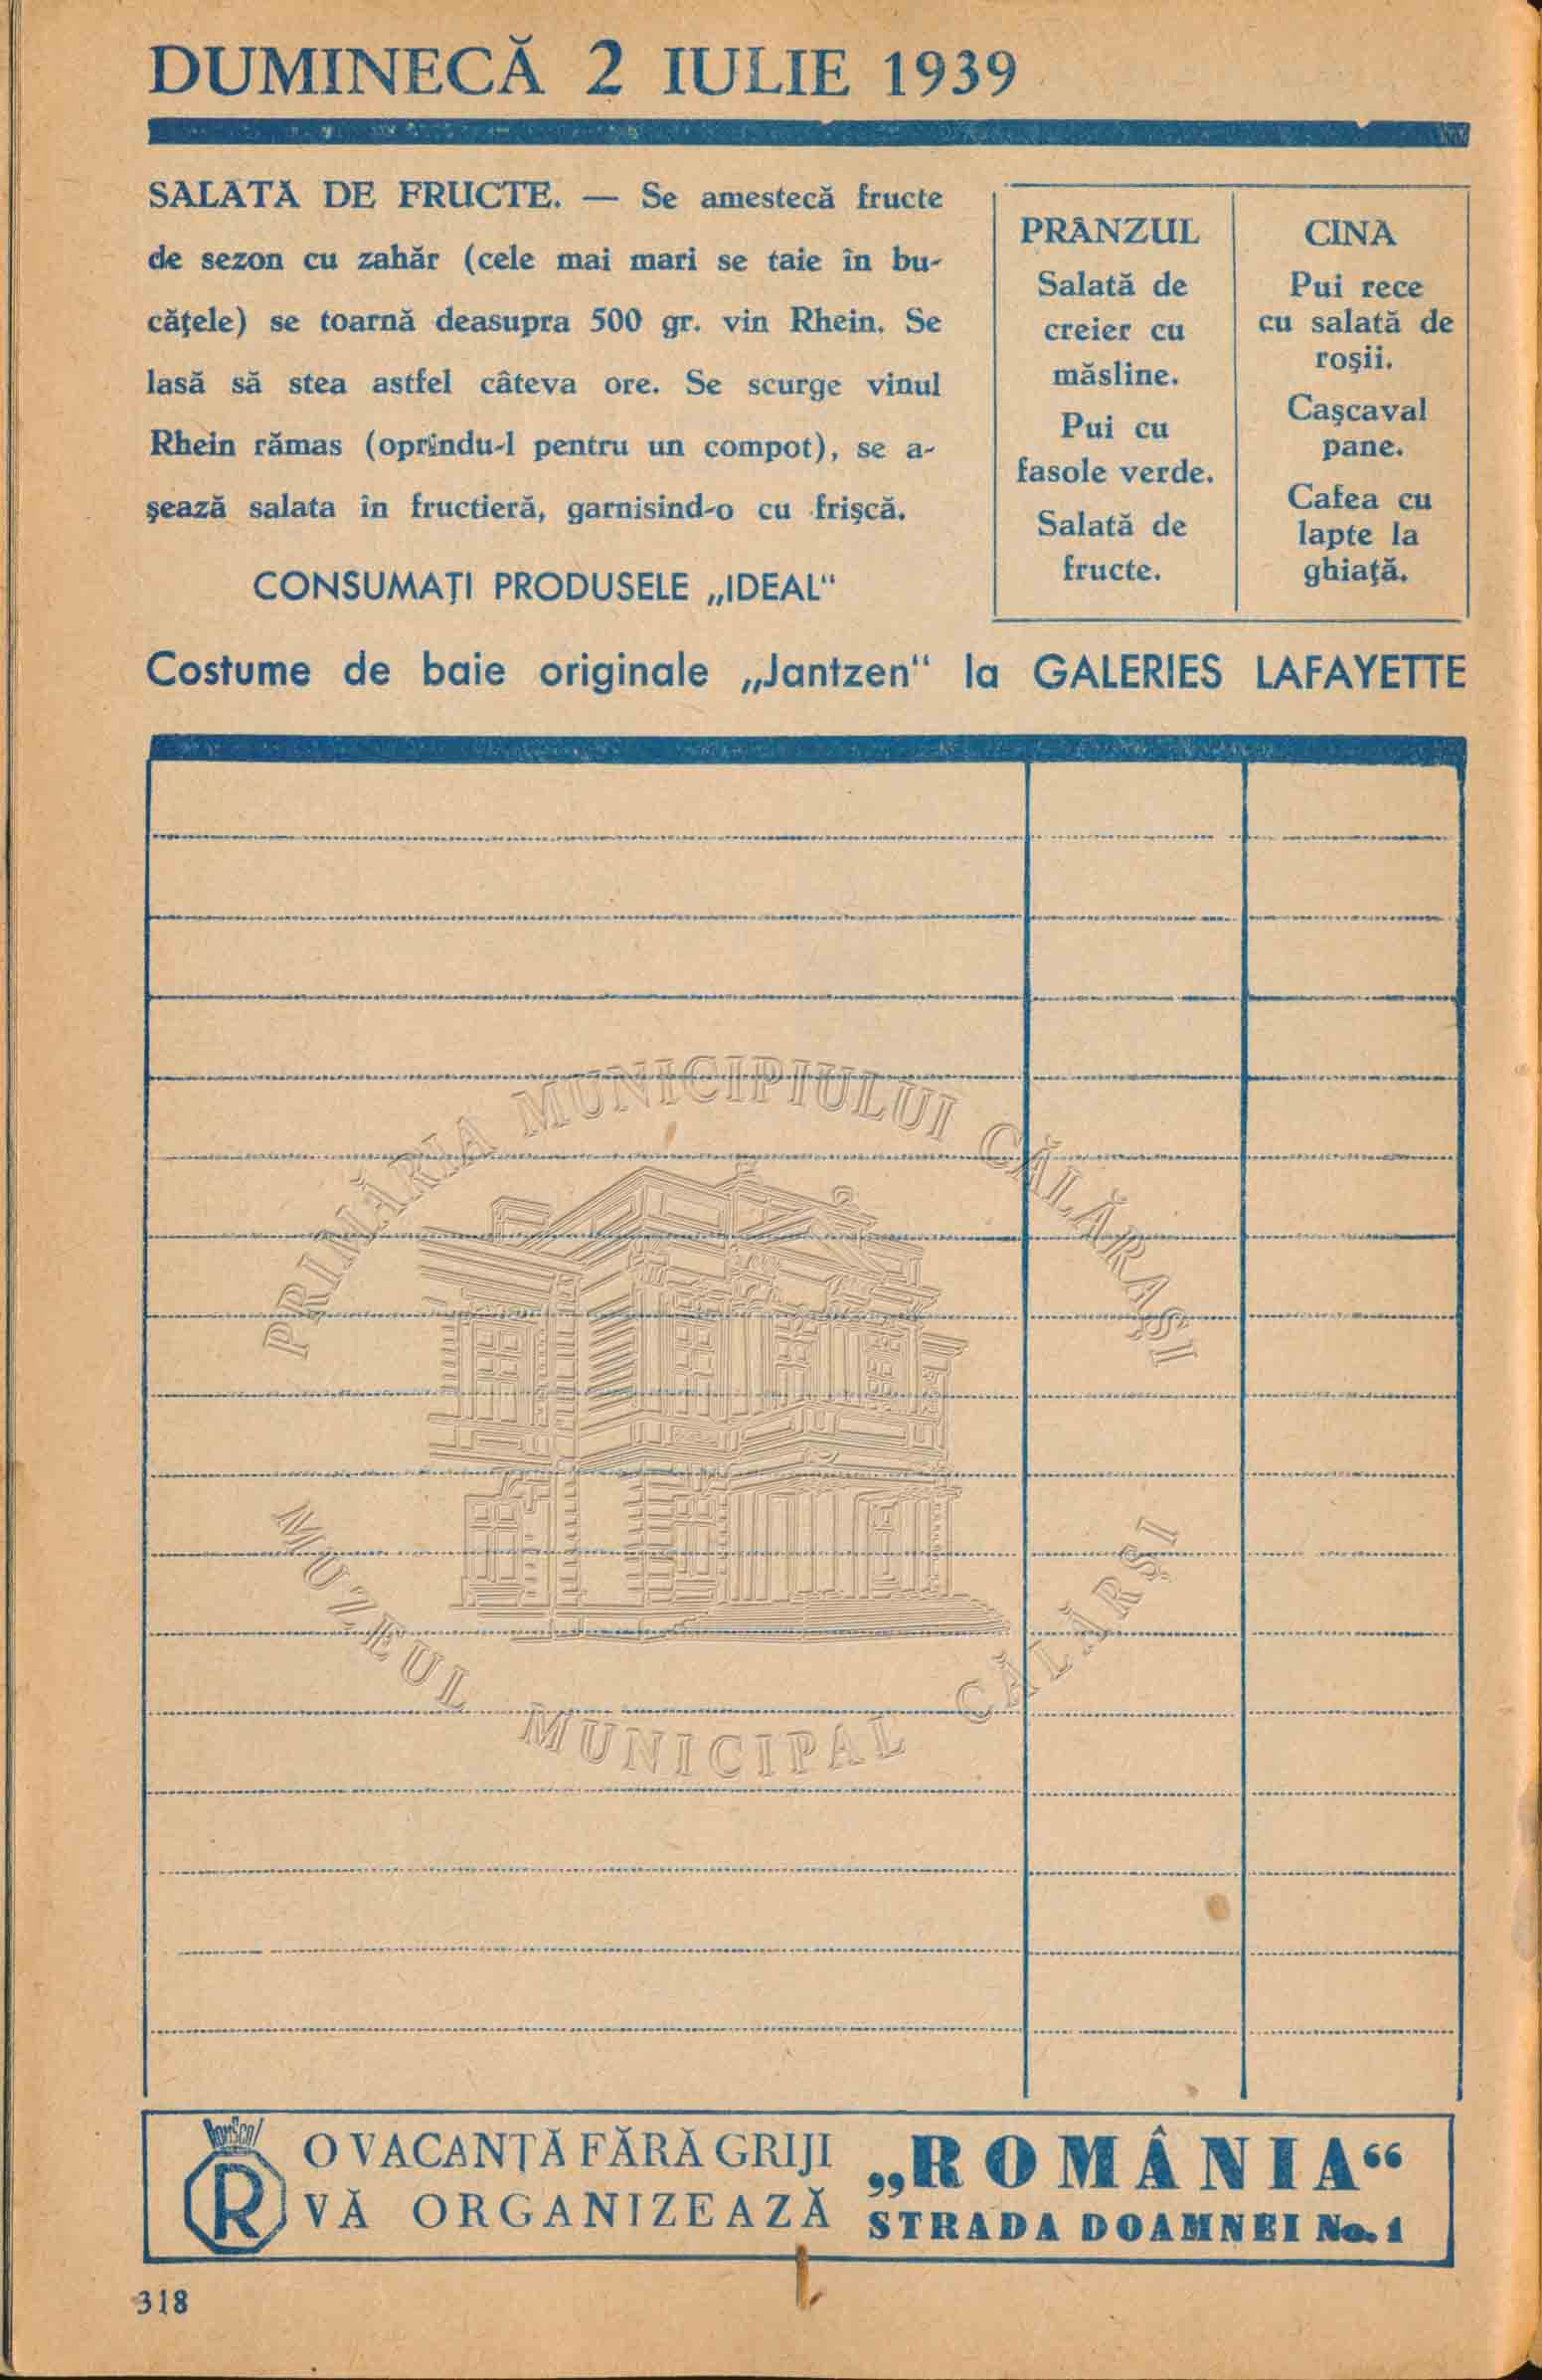 DUMINECĂ 2 IULIE 1939
SALATĂ DE FRUCTE. — Se amestecă fructe
de sezon cu zahăr (cele mai mari se taie în bu-
căţele) se toarnă deasupra 500 gr. vin Rhein. Se
lasă să stea astfel câteva ore. Se scurge vinul
Rhein rămas (oprindu-l pentru un compot), se a-
şează salata în fructieră, garnisind-o cu frişcă.
CONSUMAŢI PRODUSELE „IDEAL“
PRÂNZUL
Salată de
creier cu
măsline.
Pui cu
fasole verde.
Salată de
fructe.
CINA
Pui rece
cu salată de
roşii.
Caşcaval
pane.
Cafea cu
lapte la
ghiaţă.
Costume de baie originale „Jantzen“ la GALERIES LAFAYETTE
PRIMĂRIA MUNICIPIULUI CĂLĂRAȘI
MUZEUL MUNICIPAL CĂLĂRȘI
ROMSCOI
R
O VACANŢĂ FĂRĂ GRIJI
VĂ ORGANIZEAZĂ
„ROMÂNIA“
STRADA DOAMNEI No. 1
318